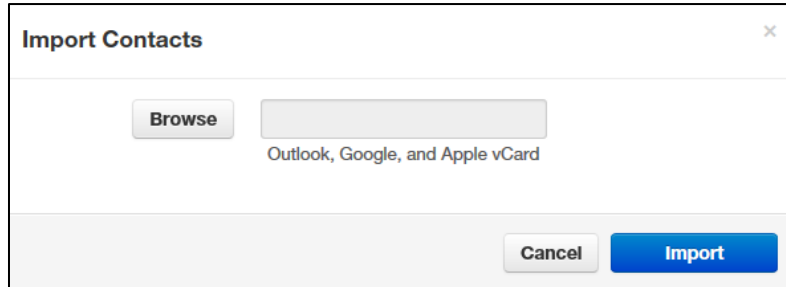 Import Contacts
×
Browse
Outlook, Google, and Apple vCard
Cancel
Import